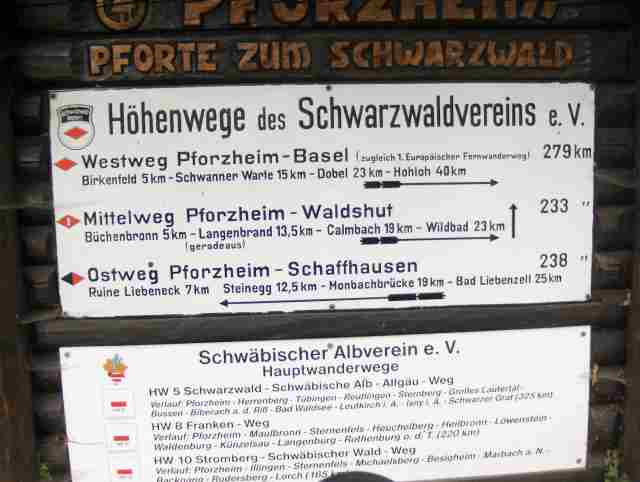 PFORZHEIM
PFORTE ZUM SCHWARZWALD
Höhenwege des Schwarzwaldvereins e. V.
Westweg Pforzheim-Basel (zugleich 1. Europäischer Fernwanderweg) 279 km
Birkenfeld 5 km - Schwanner Warte 15 km - Dobel 23 km - Hohloh 40 km
Mittelweg Pforzheim - Waldshut 233 "
Büchenbronn 5 km - Langenbrand 13,5 km - Calmbach 19 km - Wildbad 23 km
(geradeaus)
Ostweg Pforzheim - Schaffhausen 238 "
Ruine Liebeneck 7 km Steinegg 12,5 km - Monbachbrücke 19 km - Bad Liebenzell 25 km
Schwäbischer Albverein e. V.
Hauptwanderwege
HW 5 Schwarzwald - Schwäbische Alb - Allgäu - Weg
Verlauf: Pforzheim - Herrenberg - Tübingen - Reutlingen - Sternberg - Großes Lautertal -
Bussen - Biberach a. d. Riß - Bad Waldsee - Leutkirch i. A. - Isny i. A. - Schwarzer Grat (325 km)
HW 8 Franken - Weg
Verlauf: Pforzheim - Maulbronn - Sternenfels - Heuchelberg - Heilbronn - Löwenstein -
Waldenburg - Künzelsau - Langenburg - Rothenburg o. d. T. (220 km)
HW 10 Stromberg - Schwäbischer Wald - Weg
Verlauf: Pforzheim - Illingen - Sternenfels - Michaelsberg - Besigheim - Marbach a. N. -
Backnang - Rudersberg - Lorch (165 k